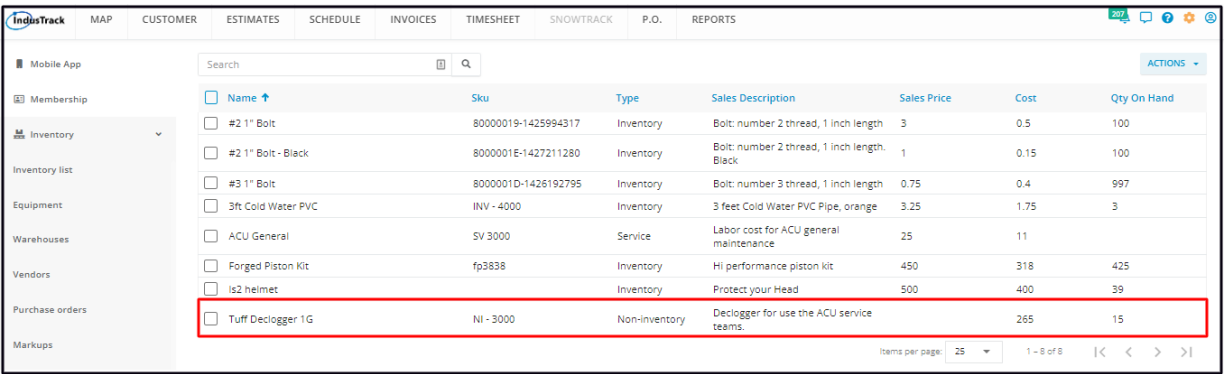 IndusTrack MAP CUSTOMER ESTIMATES SCHEDULE INVOICES TIMESHEET SNOWTRACK P.O. REPORTS 207
Mobile App
Membership
Inventory
Inventory list
Equipment
Warehouses
Vendors
Purchase orders
Markups
Search ACTIONS
Name Sku Type Sales Description Sales Price Cost Qty On Hand
#2 1" Bolt 80000019-1425994317 Inventory Bolt: number 2 thread, 1 inch length 3 0.5 100
#2 1" Bolt - Black 8000001E-1427211280 Inventory Bolt: number 2 thread, 1 inch length. 1 0.15 100
Black
#3 1" Bolt 8000001D-1426192795 Inventory Bolt: number 3 thread, 1 inch length 0.75 0.4 997
3ft Cold Water PVC INV - 4000 Inventory 3 feet Cold Water PVC Pipe, orange 3.25 1.75 3
ACU General SV 3000 Service Labor cost for ACU general 25 11
maintenance
Forged Piston Kit fp3838 Inventory Hi performance piston kit 450 318 425
ls2 helmet Inventory Protect your Head 500 400 39
Tuff Declogger 1G NI - 3000 Non-inventory Declogger for use the ACU service 265 15
teams.
Items per page: 25 1 – 8 of 8